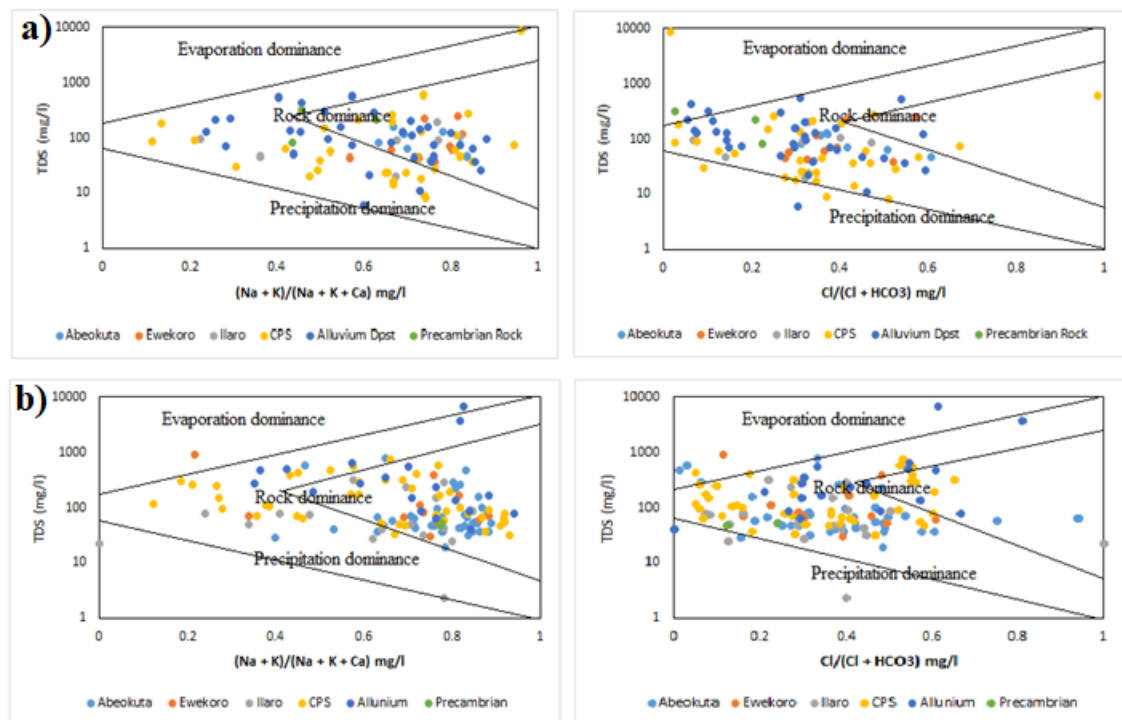 a)
10000
1000
100
10
1
TDS (mg/l)
Evaporation dominance
Rock dominance
Precipitation dominance
0 0.2 0.4 0.6 0.8 1
(Na + K)/(Na + K + Ca) mg/l
Abeokuta Ewekoro Ilaro CPS Alluvium Dpst Precambrian Rock
10000
1000
100
10
1
TDS (mg/l)
Evaporation dominance
Rock dominance
Precipitation dominance
0 0.2 0.4 0.6 0.8 1
Cl/(Cl + HCO3) mg/l
Abeokuta Ewekoro Ilaro CPS Alluvium Dpst Precambrian Rock
b)
10000
1000
100
10
1
TDS (mg/l)
Evaporation dominance
Rock dominance
Precipitation dominance
0 0.2 0.4 0.6 0.8 1
(Na + K)/(Na + K + Ca) mg/l
Abeokuta Ewekoro Ilaro CPS Allunium Precambrian
10000
1000
100
10
1
TDS (mg/l)
Evaporation dominance
Rock dominance
Precipitation dominance
0 0.2 0.4 0.6 0.8 1
Cl/(Cl + HCO3) mg/l
Abeokuta Ewekoro Ilaro CPS Allunium Precambrian